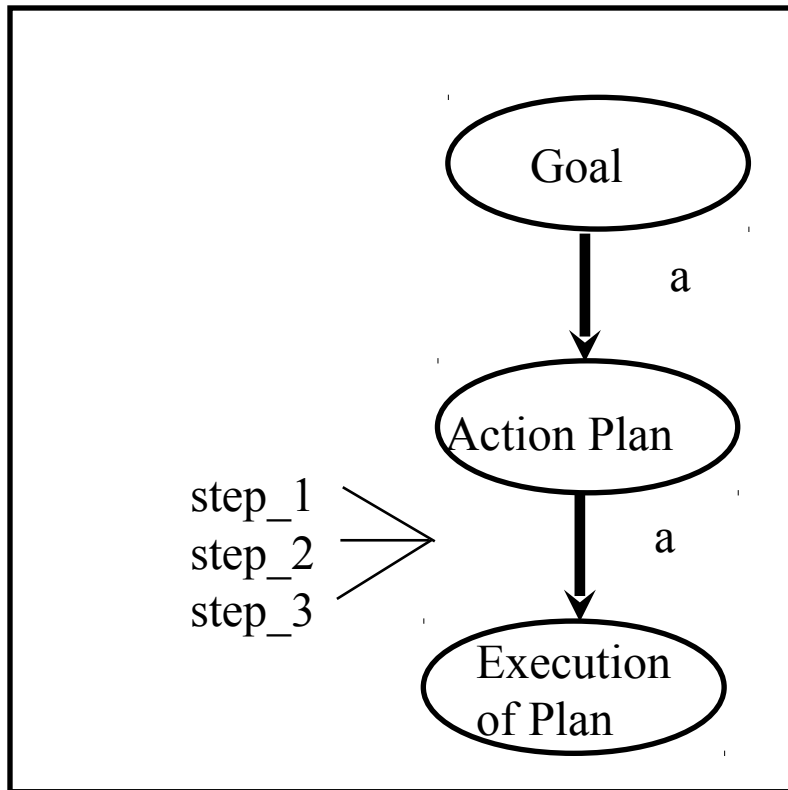 Goal
a
Action Plan
step_1
step_2
step_3
a
Execution
of Plan